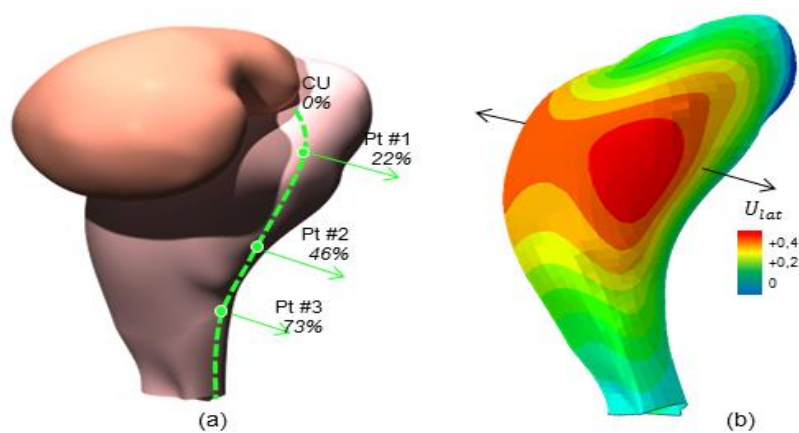 CU
0%
Pt #1
22%
Pt #2
46%
Pt #3
73%
(a)
U_lat
+0,4
+0,2
0
(b)